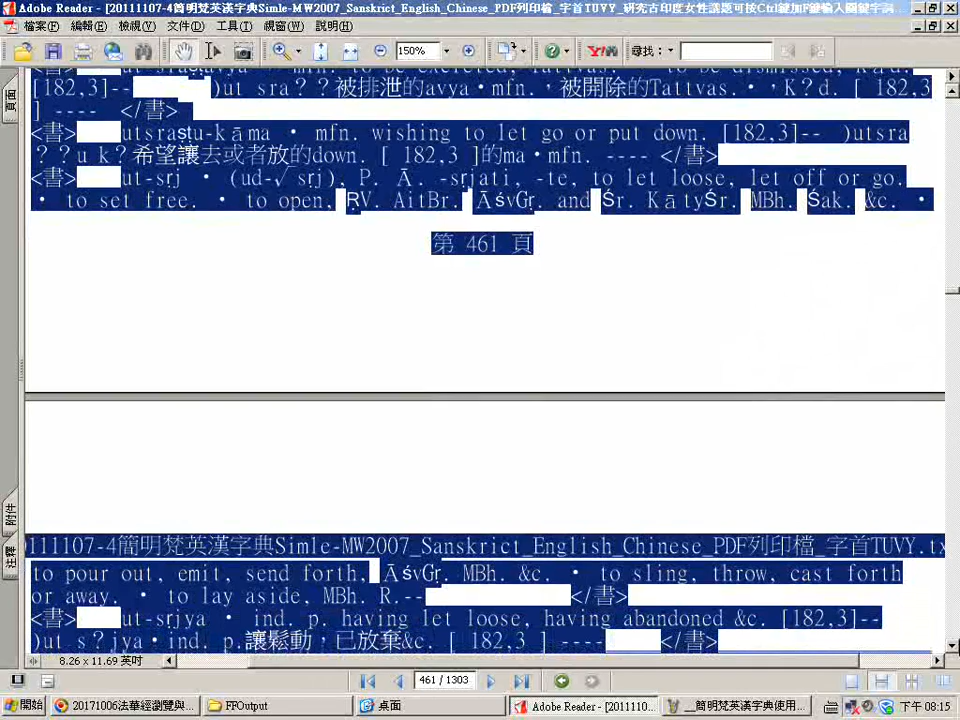 Adobe Reader - [20111107-4簡明梵英漢字典Simle-MW2007_Sanskrict_English_Chinese_PDF列印檔_字首TUVY_研究古印度女性議題可按Ctrl鍵加F鍵輸入關鍵字詞
檔案(F) 編輯(E) 檢視(V) 文件(D) 工具(T) 視窗(W) 說明(H)
150% 尋找:
頁面
[182,3]-- )ut sra？？被排泄的avya•mfn.，被開除的Tattvas.•，K？d. [ 182,3
] ---- </書>
<書> utsraṣṭu-kāma • mfn. wishing to let go or put down. [182,3]-- )utsra
？？u k？希望讓去或者放的down. [ 182,3 ]的ma•mfn. ---- </書>
<書> ut-sṛj • (ud-√sṛj), P. Ā. -sṛjati, -te, to let loose, let off or go.
• to set free. • to open, ṚV. AitBr. ĀśvGṛ. and Śr. KātyŚr. MBh. Śak. &c. •
第 461 頁
附件
注釋
111107-4簡明梵英漢字典Simle-MW2007_Sanskrict_English_Chinese_PDF列印檔_字首TUVY.tx
to pour out, emit, send forth, ĀśvGṛ. MBh. &c. • to sling, throw, cast forth
or away. • to lay aside, MBh. R.-- </書>
<書> ut-sṛjya • ind. p. having let loose, having abandoned &c. [182,3]--
)ut s？jya•ind. p.讓鬆動，已放棄&c. [ 182,3 ] ---- </書>
8.26 x 11.69 英吋
461 / 1303
開始 20171006法華經瀏覽與... FFOutput 桌面 Adobe Reader - [201110... __簡明梵英字典使用... 下午 08:15